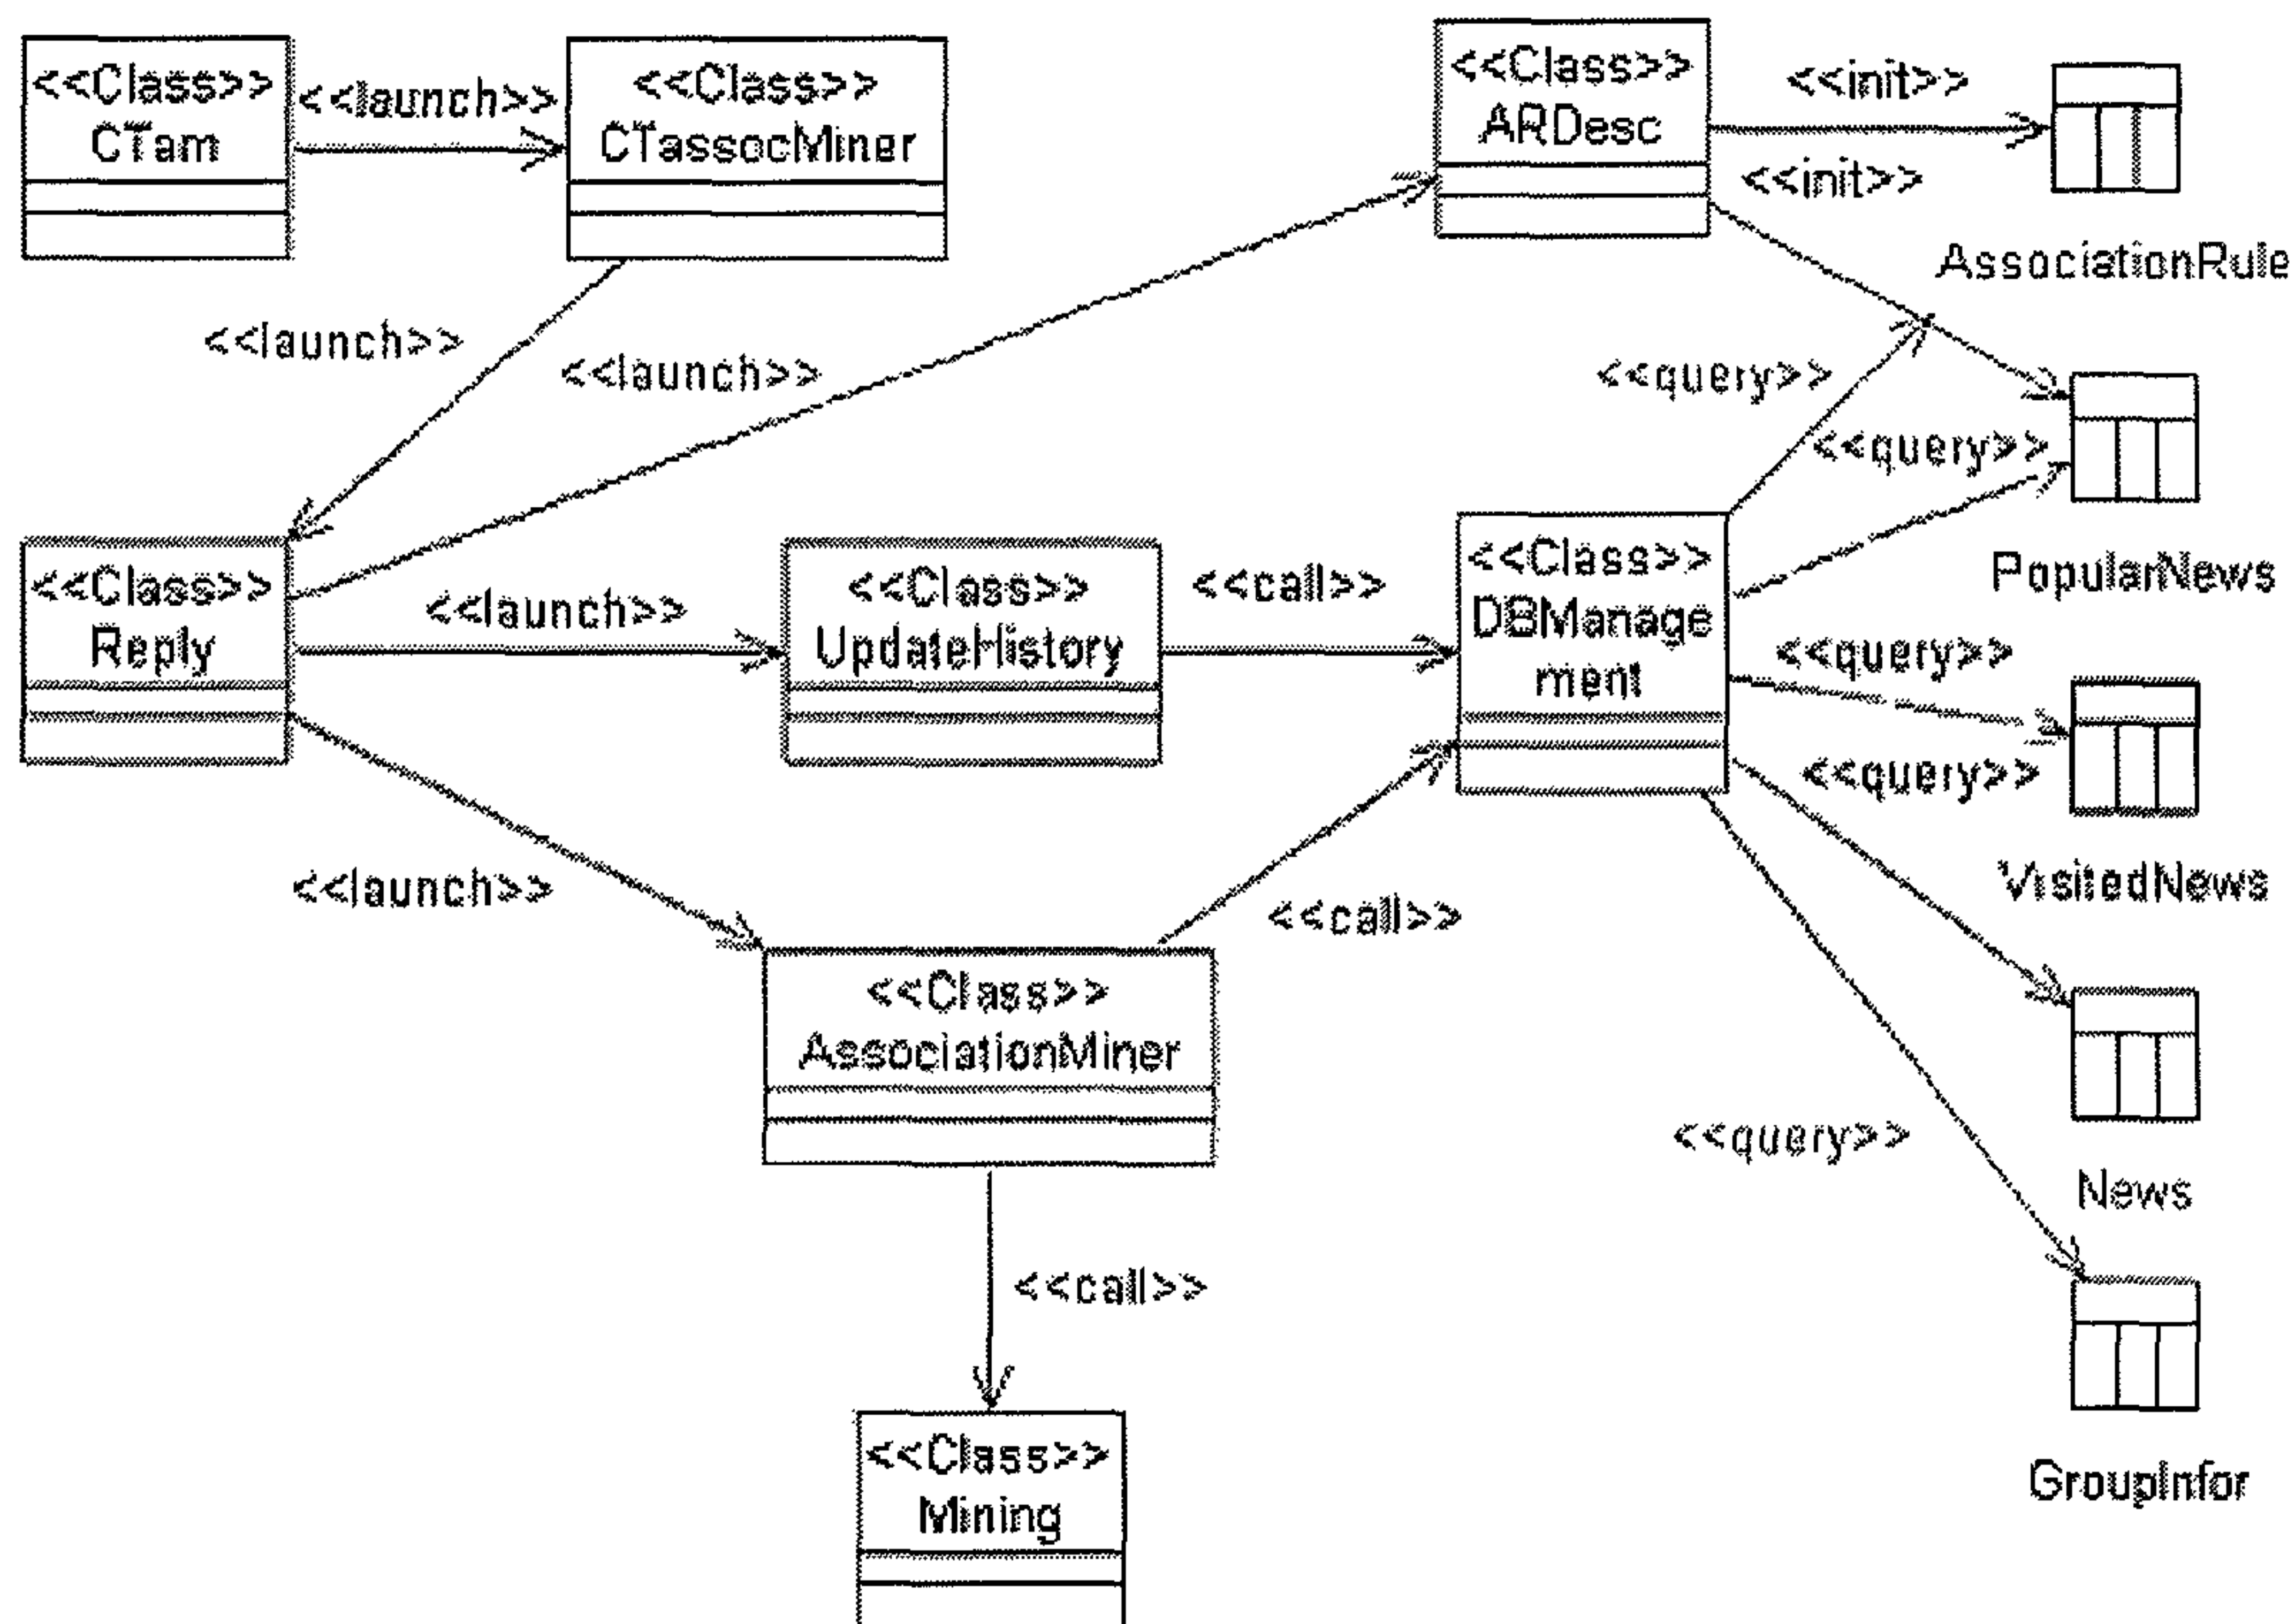 <<Class>>
CTam
<<launch>>
<<Class>>
CTassocMiner
<<Class>>
ARDesc
<<init>>
<<init>>
AssociationRule
<<launch>>
<<launch>>
<<query>>
<<query>>
PopularNews
<<Class>>
Reply
<<launch>>
<<Class>>
UpdateHistory
<<call>>
<<Class>>
DBManage
ment
<<query>>
<<query>>
VisitedNews
<<launch>>
<<call>>
<<Class>>
AssociationMiner
<<query>>
News
<<call>>
<<Class>>
Mining
GroupInfor